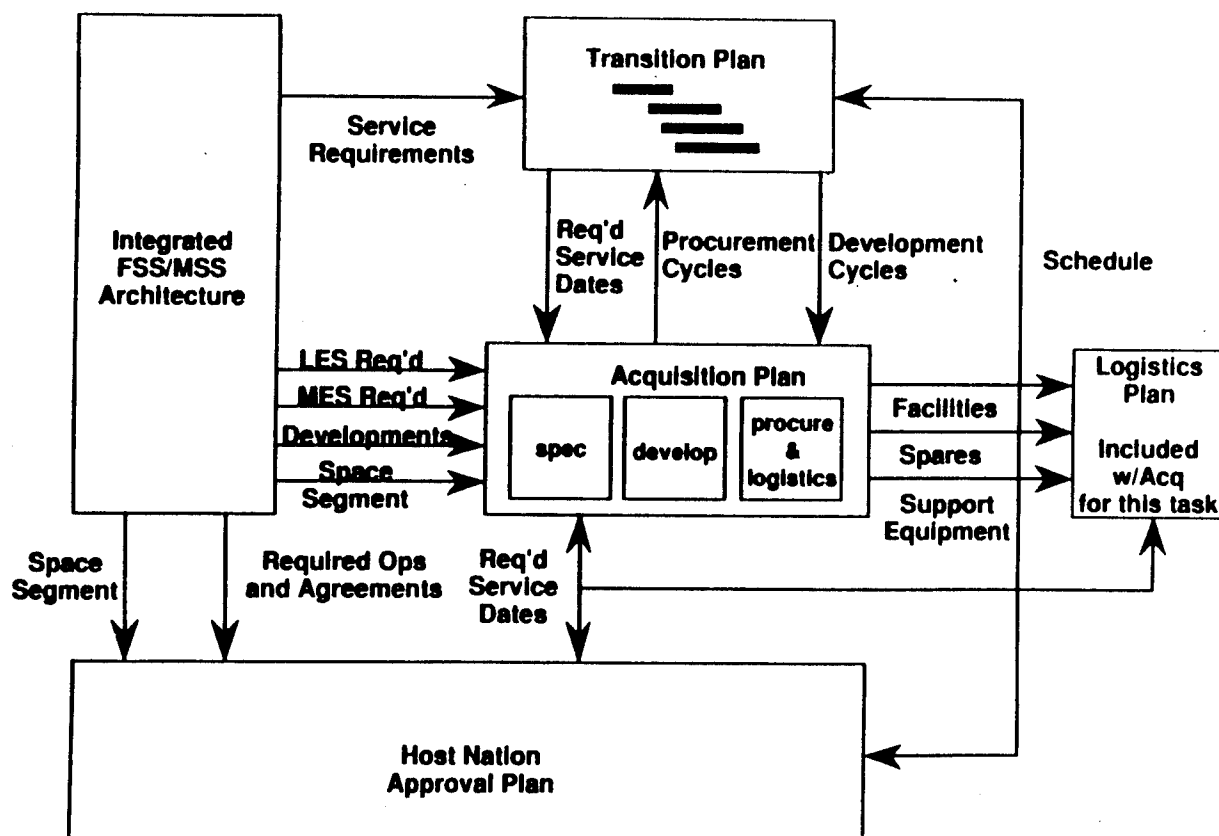 Transition Plan
Service
Requirements
Integrated
FSS/MSS
Architecture
Req'd
Service
Dates
Procurement
Cycles
Development
Cycles
Schedule
LES Req'd
MES Req'd
Developments
Space
Segment
Acquisition Plan
spec
develop
procure
&
logistics
Facilities
Spares
Support
Equipment
Logistics
Plan
Included
w/Acq
for this task
Space
Segment
Required Ops
and Agreements
Req'd
Service
Dates
Host Nation
Approval Plan